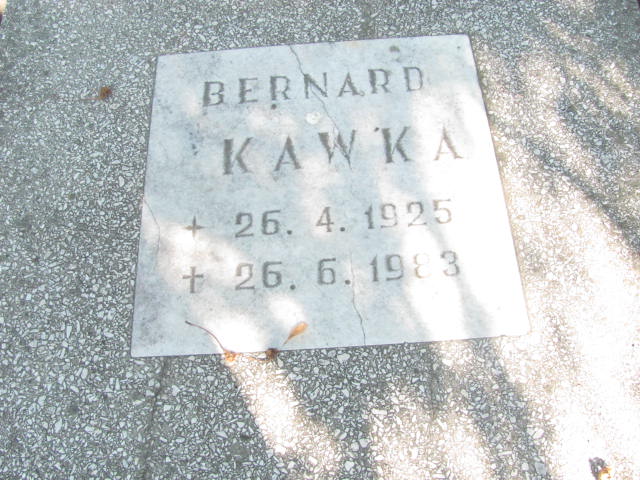 BERNARD
KAWKA
+ 26. 4. 1925
† 26. 6. 1983